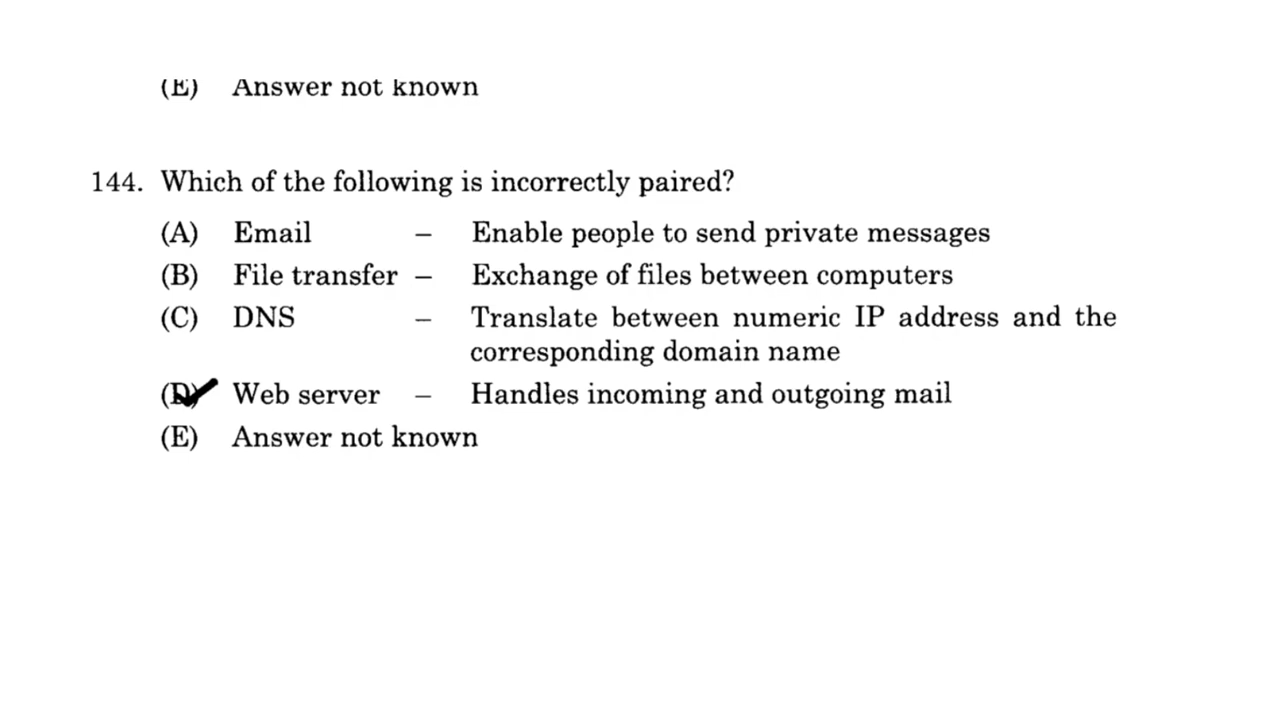 (E) Answer not known
144. Which of the following is incorrectly paired?
(A) Email – Enable people to send private messages
(B) File transfer – Exchange of files between computers
(C) DNS – Translate between numeric IP address and the
corresponding domain name
(D) Web server – Handles incoming and outgoing mail
(E) Answer not known